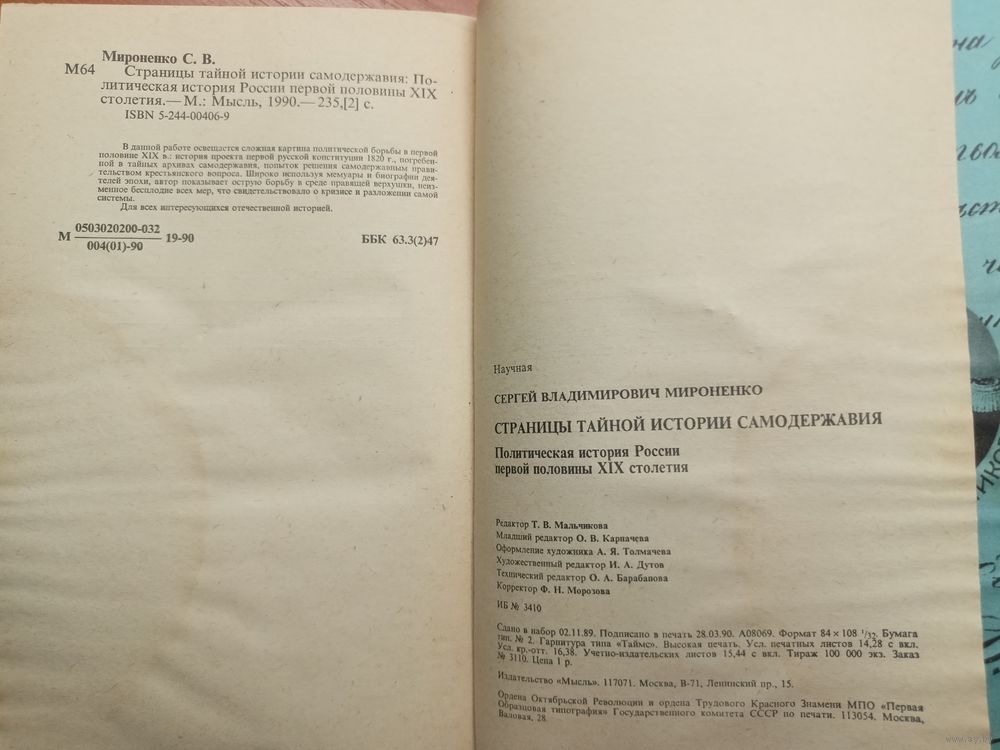 Мироненко С. В.
М64 Страницы тайной истории самодержавия: По-
литическая история России первой половины XIX
столетия.— М.: Мысль, 1990.— 235,[2] с.
ISBN 5-244-00406-9
В данной работе освещается сложная картина политической борьбы в первой
половине XIX в.: история проекта первой русской конституции 1820 г., погребен-
ной в тайных архивах самодержавия, попыток решения самодержавным прави-
тельством крестьянского вопроса. Широко используя мемуары и биографии дея-
телей эпохи, автор показывает острую борьбу в среде правящей верхушки, неиз-
менное бесплодие всех мер, что свидетельствовало о кризисе и разложении самой
системы.
Для всех интересующихся отечественной историей.
М 0503020200-032
004(01)-90 19-90 ББК 63.3(2)47
Научная
СЕРГЕЙ ВЛАДИМИРОВИЧ МИРОНЕНКО
СТРАНИЦЫ ТАЙНОЙ ИСТОРИИ САМОДЕРЖАВИЯ
Политическая история России
первой половины XIX столетия
Редактор Т. В. Мальчикова
Младший редактор О. В. Карпачева
Оформление художника А. Я. Толмачева
Художественный редактор И. А. Дутов
Технический редактор О. А. Барабанова
Корректор Ф. Н. Морозова
ИБ № 3410
Сдано в набор 02.11.89. Подписано в печать 28.03.90. А08069. Формат 84 × 108 1/32. Бумага
тип. № 2. Гарнитура типа «Таймс». Высокая печать. Усл. печатных листов 14,28 с вкл.
Усл. кр.-отт. 16,38. Учетно-издательских листов 15,44 с вкл. Тираж 100 000 экз. Заказ
№ 3110. Цена 1 р.
Издательство «Мысль». 117071. Москва, В-71, Ленинский пр., 15.
Ордена Октябрьской Революции и ордена Трудового Красного Знамени МПО «Первая
Образцовая типография» Государственного комитета СССР по печати. 113054. Москва,
Валовая, 28.